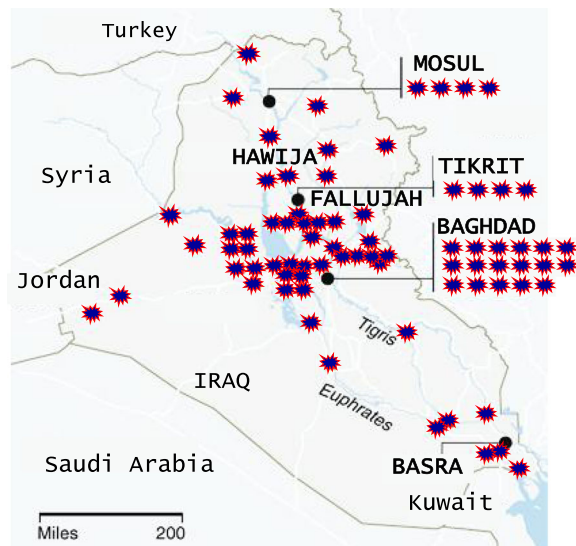 Turkey
MOSUL
HAWIJA
TIKRIT
Syria
FALLUJAH
BAGHDAD
Jordan
Tigris
IRAQ
Euphrates
Saudi Arabia
BASRA
Kuwait
Miles 200